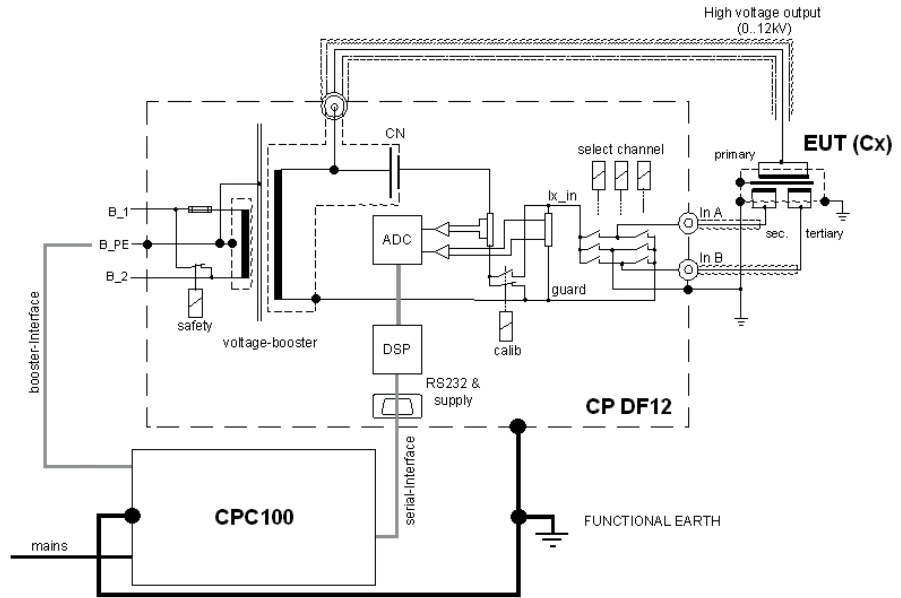 High voltage output
(0..12kV)
EUT (Cx)
primary
CN
select channel
Ix_in
B_1
In A
ADC
sec.
tertiary
B_PE
In B
B_2
guard
safety
voltage-booster
calib
DSP
booster-Interface
RS232 &
supply
CP DF12
serial-Interface
CPC100
FUNCTIONAL EARTH
mains